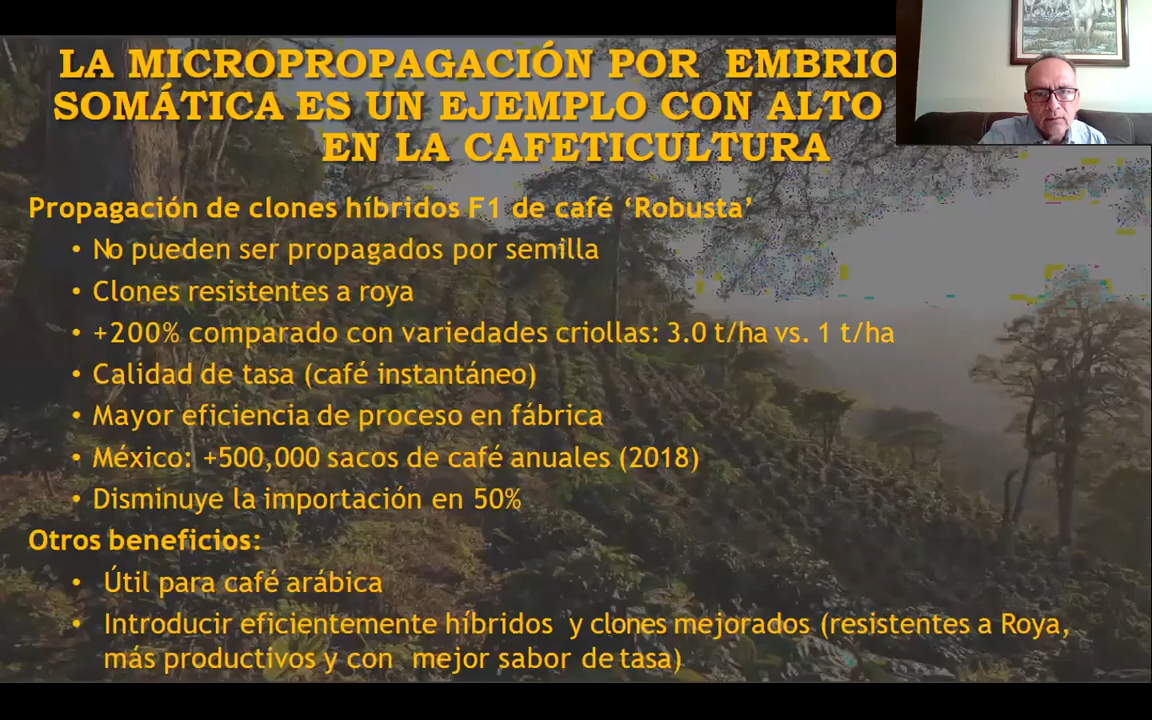 LA MICROPROPAGACIÓN POR EMBRIO
SOMÁTICA ES UN EJEMPLO CON ALTO
EN LA CAFETICULTURA
Propagación de clones híbridos F1 de café ‘Robusta’
• No pueden ser propagados por semilla
• Clones resistentes a roya
• +200% comparado con variedades criollas: 3.0 t/ha vs. 1 t/ha
• Calidad de tasa (café instantáneo)
• Mayor eficiencia de proceso en fábrica
• México: +500,000 sacos de café anuales (2018)
• Disminuye la importación en 50%
Otros beneficios:
• Útil para café arábica
• Introducir eficientemente híbridos y clones mejorados (resistentes a Roya,
más productivos y con mejor sabor de tasa)